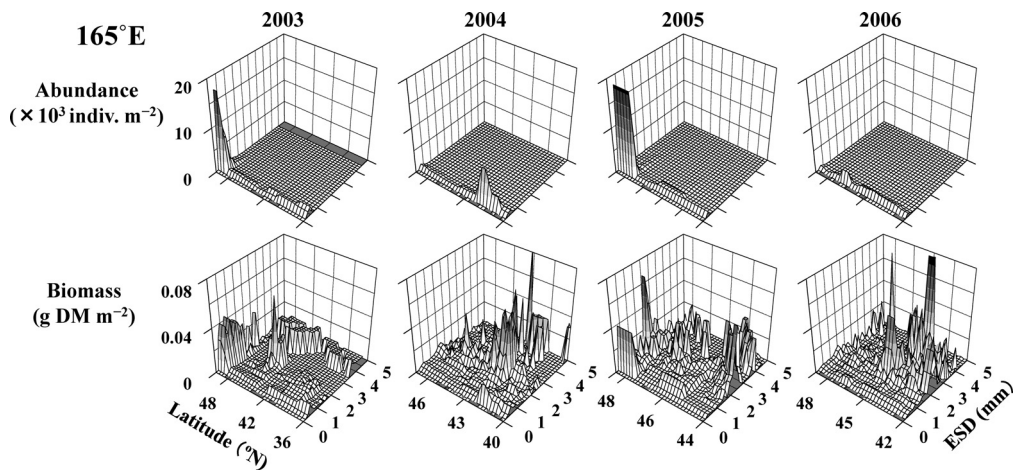 165°E
2003 2004 2005 2006
Abundance
(×10³ indiv. m⁻²)
20
10
0
Biomass
(g DM m⁻²)
0.08
0.04
0
48 42 36
0 1 2 3 4 5
46 43 40
0 1 2 3 4 5
48 46 44
0 1 2 3 4 5
48 45 42
0 1 2 3 4 5
Latitude (°N)
ESD (mm)